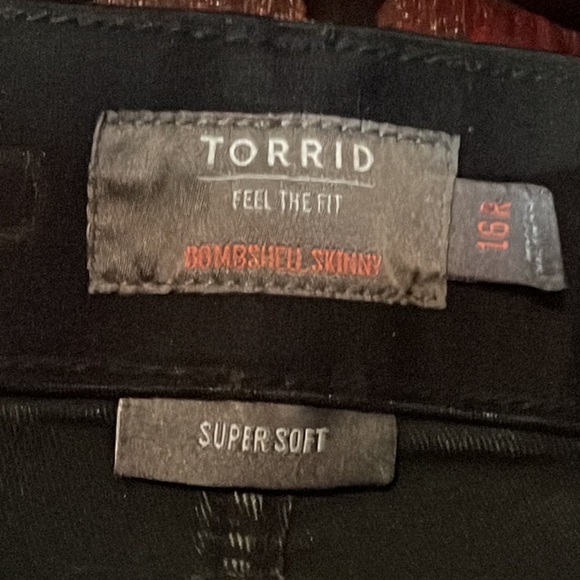 TORRID
FEEL THE FIT
BOMBSHELL SKINNY
16R
SUPER SOFT